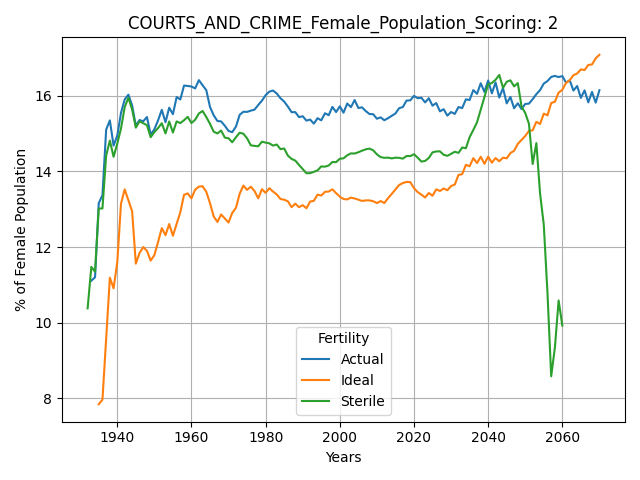 COURTS_AND_CRIME_Female_Population_Scoring: 2
% of Female Population
16
14
12
10
8
Fertility
Actual
Ideal
Sterile
1940 1960 1980 2000 2020 2040 2060
Years